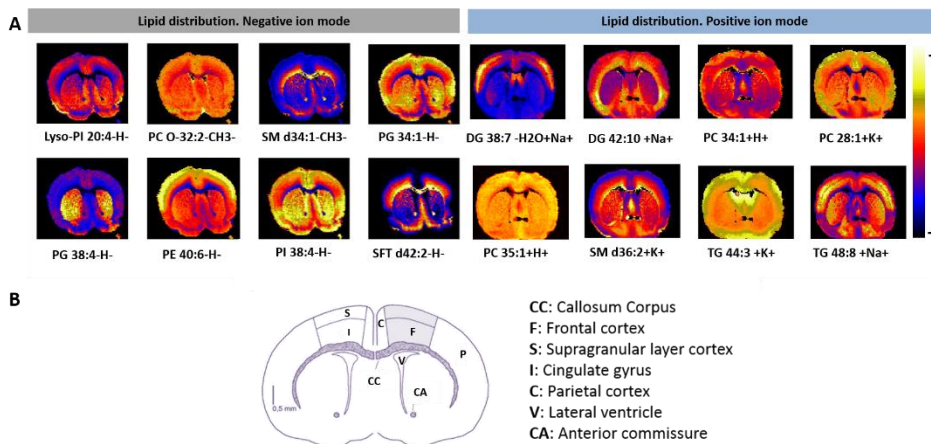 Lipid distribution. Negative ion mode
Lipid distribution. Positive ion mode
A
Lyso-PI 20:4-H-
PC O-32:2-CH3-
SM d34:1-CH3-
PG 34:1-H-
DG 38:7 -H2O+Na+
DG 42:10 +Na+
PC 34:1+H+
PC 28:1+K+
PG 38:4-H-
PE 40:6-H-
PI 38:4-H-
SFT d42:2-H-
PC 35:1+H+
SM d36:2+K+
TG 44:3 +K+
TG 48:8 +Na+
B
S
I
C
F
P
V
CC
CA
0,5 mm
CC: Callosum Corpus
F: Frontal cortex
S: Supragranular layer cortex
I: Cingulate gyrus
C: Parietal cortex
V: Lateral ventricle
CA: Anterior commissure